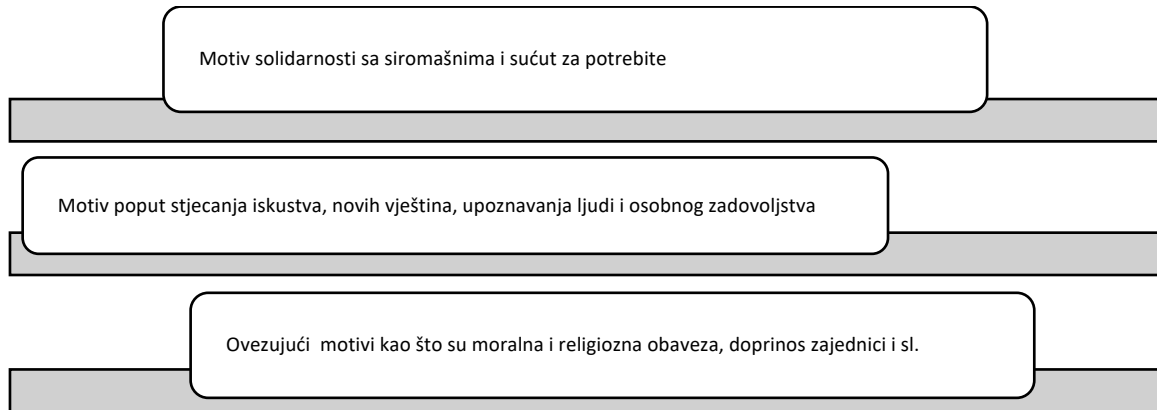 Motiv solidarnosti sa siromašnima i sućut za potrebite
Motiv poput stjecanja iskustva, novih vještina, upoznavanja ljudi i osobnog zadovoljstva
Ovezujući  motivi kao što su moralna i religiozna obaveza, doprinos zajednici i sl.